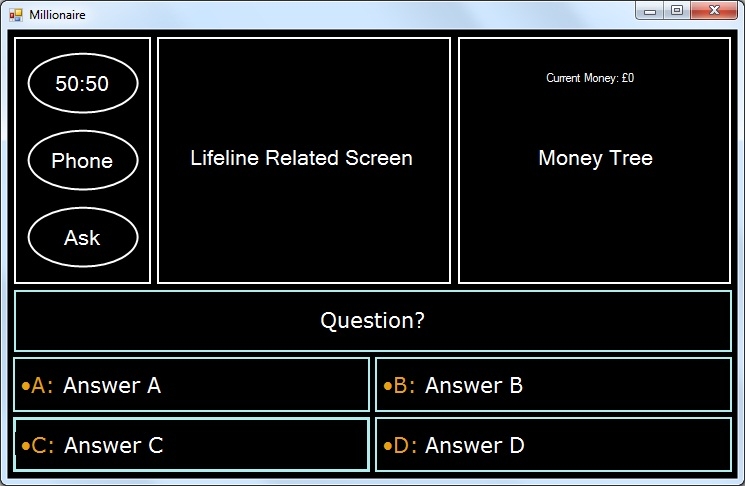 Millionaire
50:50
Phone
Ask
Lifeline Related Screen
Current Money: £0
Money Tree
Question?
•A: Answer A
•B: Answer B
•C: Answer C
•D: Answer D